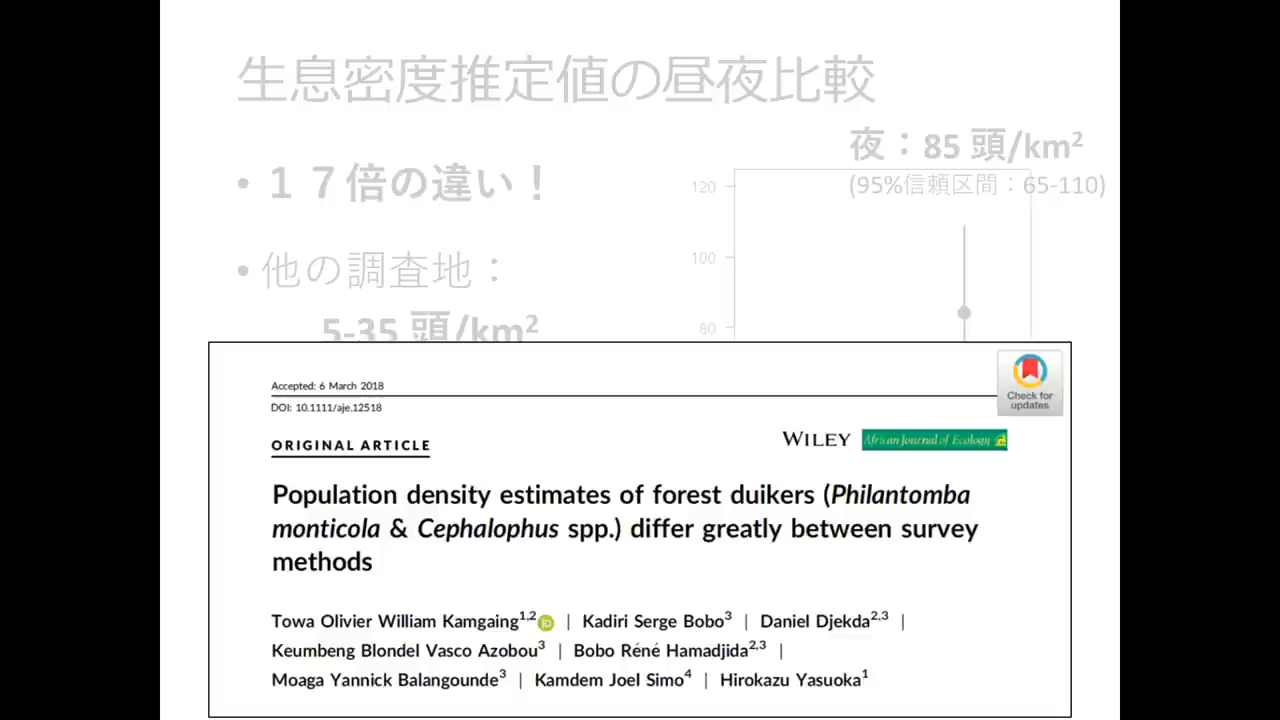 生息密度推定値の昼夜比較
夜：85 頭/km²
(95%信頼区間：65-110)
• １７倍の違い！
• 他の調査地：
5-35 頭/km²
120
100
80
Accepted: 6 March 2018
DOI: 10.1111/aje.12518
Check for
updates
ORIGINAL ARTICLE
WILEY African Journal of Ecology
Population density estimates of forest duikers (Philantomba
monticola & Cephalophus spp.) differ greatly between survey
methods
Towa Olivier William Kamgaing1,2 iD | Kadiri Serge Bobo3 | Daniel Djekda2,3 |
Keumbeng Blondel Vasco Azobou3 | Bobo Réné Hamadjida2,3 |
Moaga Yannick Balangounde3 | Kamdem Joel Simo4 | Hirokazu Yasuoka1